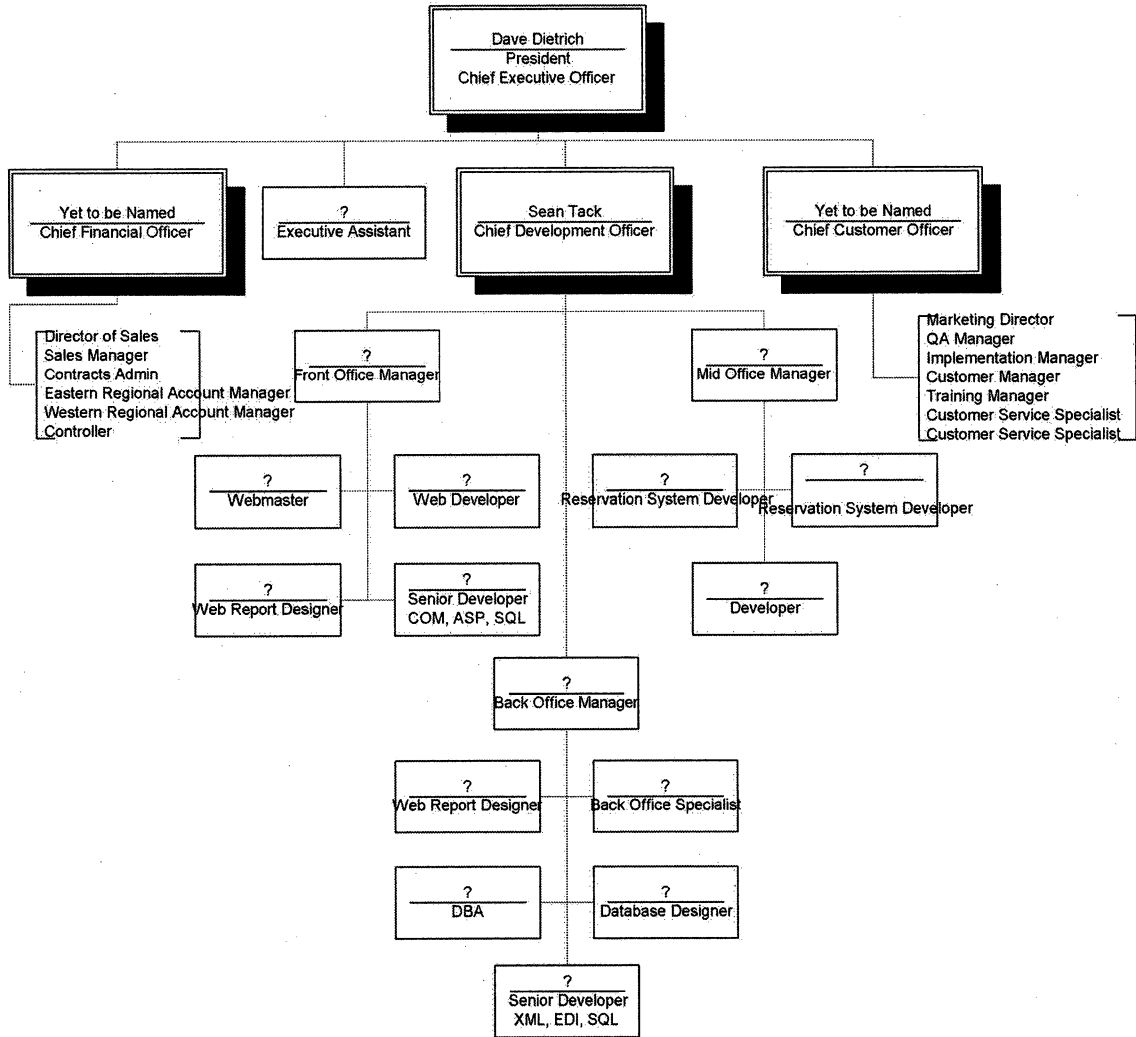 Dave Dietrich
President
Chief Executive Officer
Yet to be Named
Chief Financial Officer
?
Executive Assistant
Sean Tack
Chief Development Officer
Yet to be Named
Chief Customer Officer
Director of Sales
Sales Manager
Contracts Admin
Eastern Regional Account Manager
Western Regional Account Manager
Controller
?
Front Office Manager
?
Mid Office Manager
Marketing Director
QA Manager
Implementation Manager
Customer Manager
Training Manager
Customer Service Specialist
Customer Service Specialist
?
Webmaster
?
Web Developer
?
Reservation System Developer
?
Reservation System Developer
?
Web Report Designer
?
Senior Developer
COM, ASP, SQL
?
Developer
?
Back Office Manager
?
Web Report Designer
?
Back Office Specialist
?
DBA
?
Database Designer
?
Senior Developer
XML, EDI, SQL